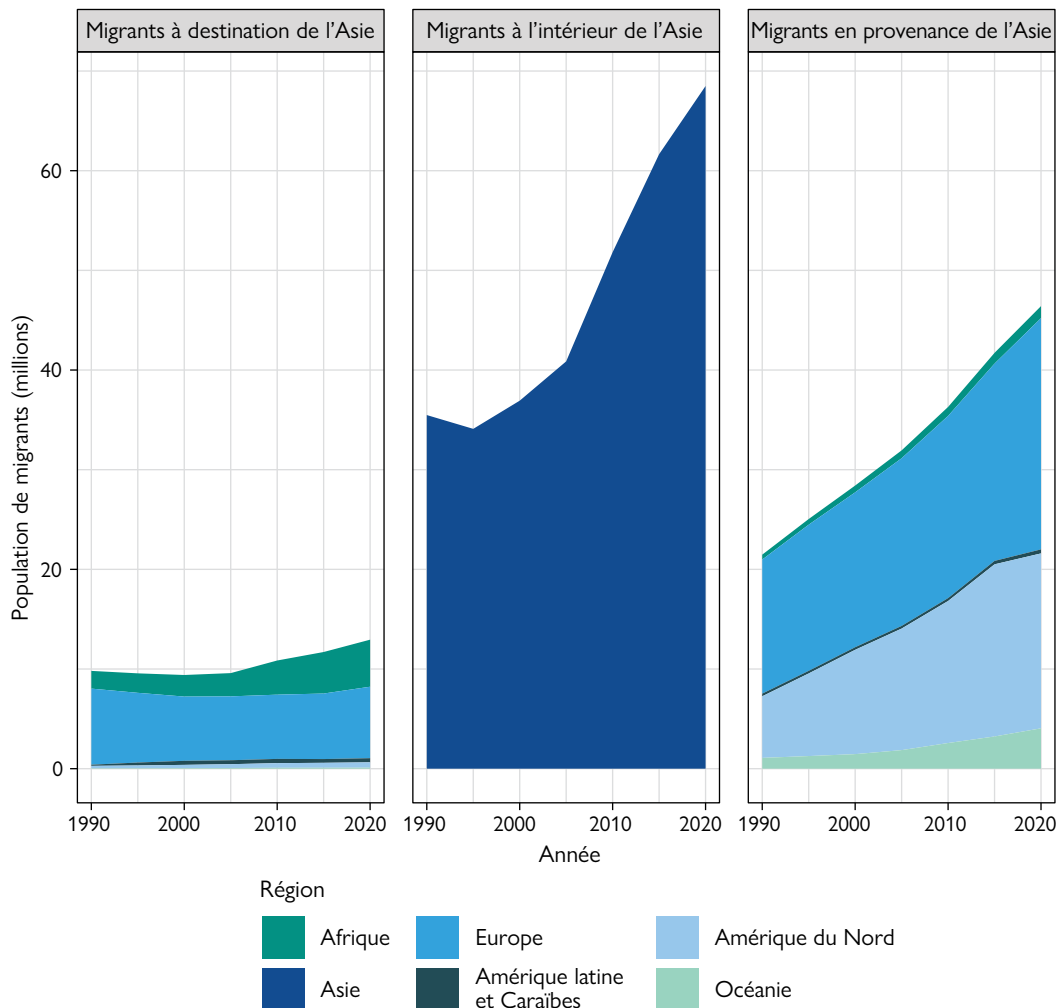 Migrants à destination de l’Asie
Migrants à l’intérieur de l’Asie
Migrants en provenance de l’Asie
Population de migrants (millions)
60
40
20
0
1990 2000 2010 2020
1990 2000 2010 2020
1990 2000 2010 2020
Année
Région
Afrique
Europe
Amérique du Nord
Asie
Amérique latine
et Caraïbes
Océanie